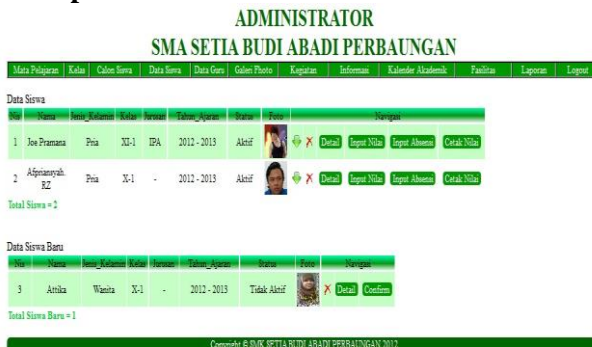 ADMINISTRATOR
SMA SETIA BUDI ABADI PERBAUNGAN
Mata Pelajaran Kelas Calon Siswa Data Siswa Data Guru Galeri Photo Kegiatan Informasi Kalender Akademik Fasilitas Laporan Logout
Data Siswa
Nis Nama Jenis_Kelamin Kelas Jurusan Tahun_Ajaran Status Foto Navigasi
1 Joe Pramana Pria XI-1 IPA 2012 - 2013 Aktif Detail Input Nilai Input Absensi Cetak Nilai
2 Afpriansyah. RZ Pria X-1 - 2012 - 2013 Aktif Detail Input Nilai Input Absensi Cetak Nilai
Total Siswa = 2
Data Siswa Baru
Nis Nama Jenis_Kelamin Kelas Jurusan Tahun_Ajaran Status Foto Navigasi
3 Attika Wanita X-1 - 2012 - 2013 Tidak Aktif Detail Confirm
Total Siswa Baru = 1
Copyright © SMK SETIA BUDI ABADI PERBAUNGAN 2012